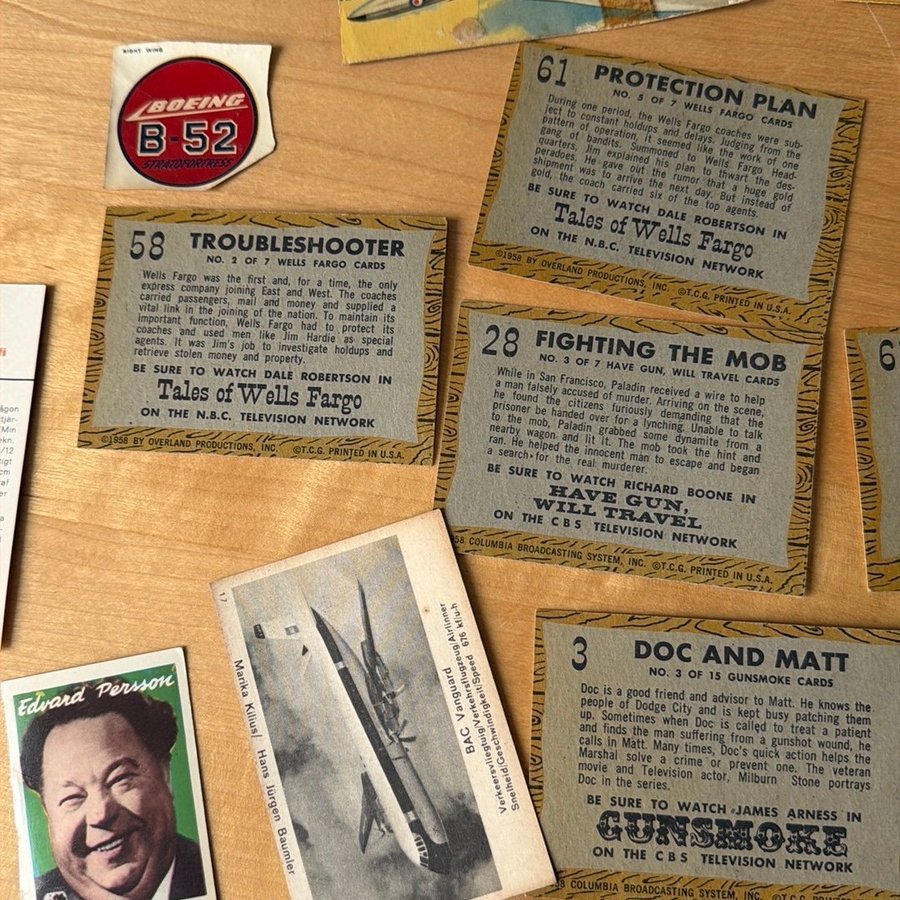 RIGHT WING
BOEING
B-52
STRATOFORTRESS
61 PROTECTION PLAN
NO. 5 OF 7 WELLS FARGO CARDS
During one period, the Wells Fargo coaches were sub-
ject to constant holdups and delays. Judging from the
pattern of operation, it seemed like the work of one
gang of bandits. Summoned to Wells Fargo Head-
quarters, Jim explained his plan to thwart the des-
peradoes. He gave out the rumor that a huge gold
shipment was to arrive the next day. But instead of
gold, the coach carried six of the top agents.
BE SURE TO WATCH DALE ROBERTSON IN
Tales of Wells Fargo
ON THE N.B.C. TELEVISION NETWORK
©1958 BY OVERLAND PRODUCTIONS, INC. ©T.C.G. PRINTED IN U.S.A.
58 TROUBLESHOOTER
NO. 2 OF 7 WELLS FARGO CARDS
Wells Fargo was the first and, for a time, the only
express company joining East and West. The coaches
carried passengers, mail and money and supplied a
vital link in the joining of the nation. To maintain its
important function, Wells Fargo had to protect its
coaches and used men like Jim Hardie as special
agents. It was Jim's job to investigate holdups and
retrieve stolen money and property.
BE SURE TO WATCH DALE ROBERTSON IN
Tales of Wells Fargo
ON THE N.B.C. TELEVISION NETWORK
©1958 BY OVERLAND PRODUCTIONS, INC. ©T.C.G. PRINTED IN U.S.A.
28 FIGHTING THE MOB
NO. 3 OF 7 HAVE GUN, WILL TRAVEL CARDS
While in San Francisco, Paladin received a wire to help
a man falsely accused of murder. Arriving on the scene,
he found the citizens furiously demanding that the
prisoner be handed over for a lynching. Unable to talk
to the mob, Paladin grabbed some dynamite from a
nearby wagon and lit it. The mob took the hint and
ran. He helped the innocent man to escape and began
a search for the real murderer.
BE SURE TO WATCH RICHARD BOONE IN
HAVE GUN,
WILL TRAVEL
ON THE CBS TELEVISION NETWORK
58 COLUMBIA BROADCASTING SYSTEM, INC. ©T.C.G. PRINTED IN U.S.A.
6
17
BAC Vanguard
Verkeersvliegtuig/Verkehrsflugzeug/Airlinner
Snelheid/Geschwindigkeit/Speed 676 kl/u-h
Marika Kilius/ Hans Jürgen Baumler
Edvard Persson
3 DOC AND MATT
NO. 3 OF 15 GUNSMOKE CARDS
Doc is a good friend and advisor to Matt. He knows the
people of Dodge City and is kept busy patching them
up. Sometimes when Doc is called to treat a patient
and finds the man suffering from a gunshot wound, he
calls in Matt. Many times, Doc's quick action helps the
Marshal solve a crime or prevent one. The veteran
movie and Television actor, Milburn Stone portrays
Doc in the series.
BE SURE TO WATCH JAMES ARNESS IN
GUNSMOKE
ON THE CBS TELEVISION NETWORK
58 COLUMBIA BROADCASTING SYSTEM, INC. ©T.C.G. PRINTED IN U.S.A.